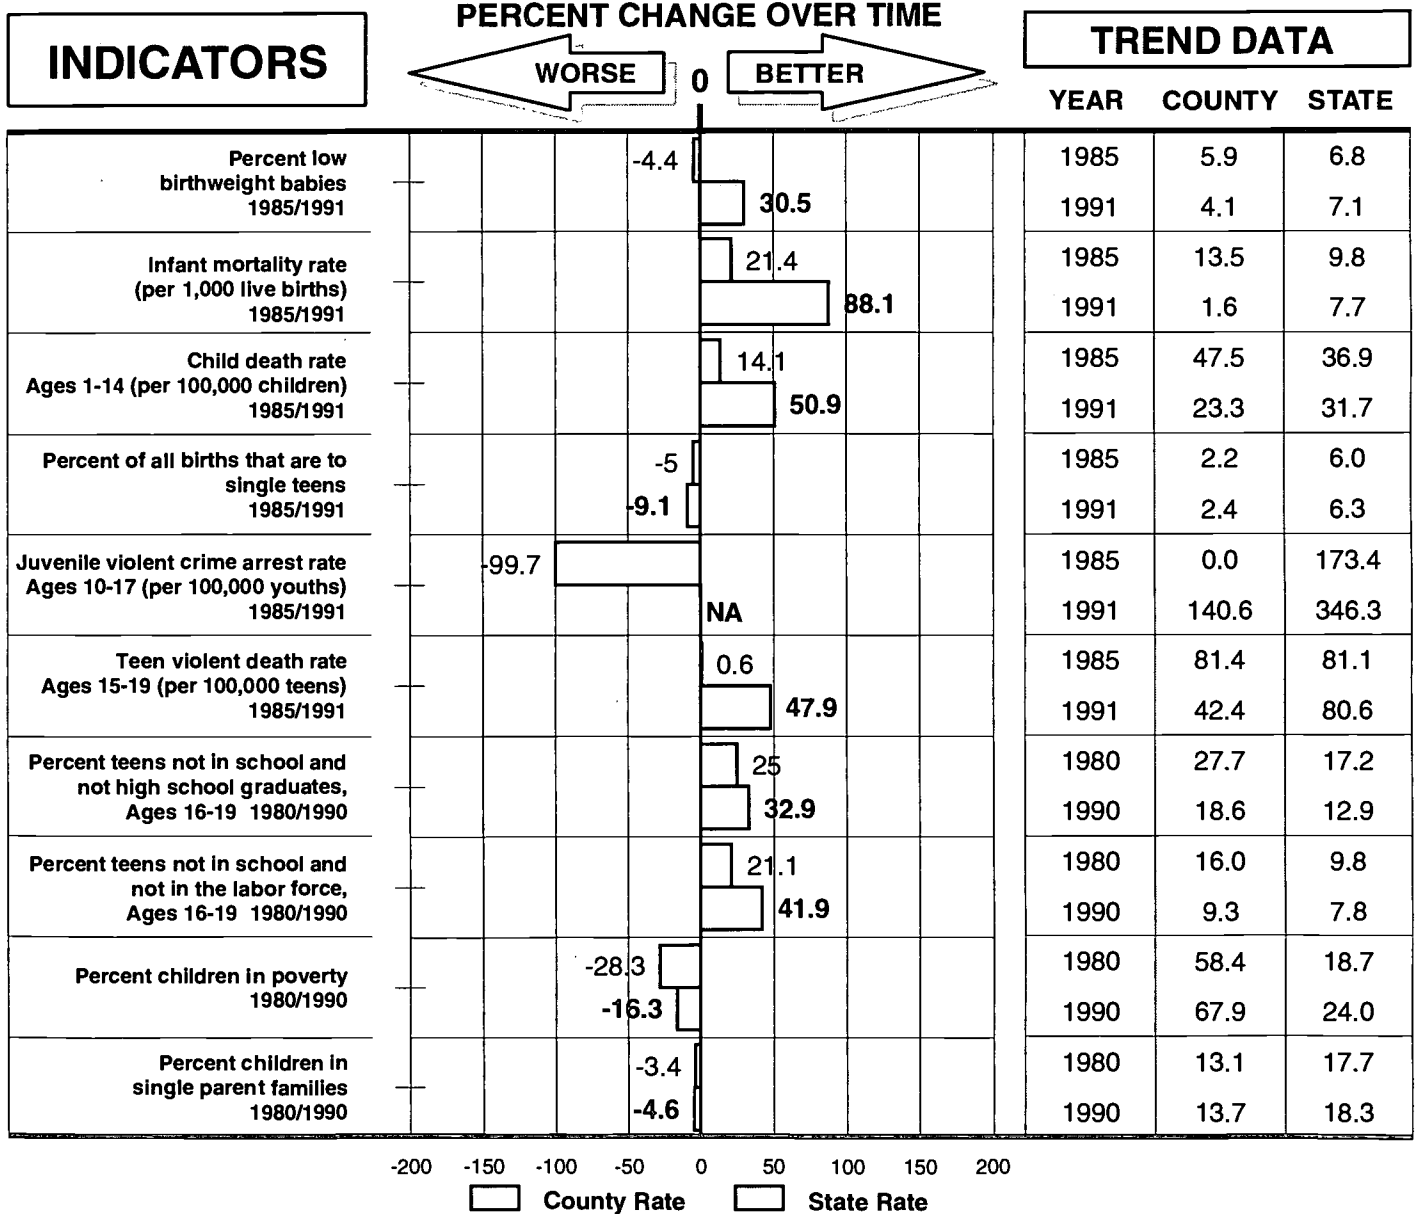 PERCENT CHANGE OVER TIME
INDICATORS
WORSE
0
BETTER
TREND DATA
YEAR COUNTY STATE
Percent low
birthweight babies
1985/1991
-4.4
30.5
1985 5.9 6.8
1991 4.1 7.1
Infant mortality rate
(per 1,000 live births)
1985/1991
21.4
88.1
1985 13.5 9.8
1991 1.6 7.7
Child death rate
Ages 1-14 (per 100,000 children)
1985/1991
14.1
50.9
1985 47.5 36.9
1991 23.3 31.7
Percent of all births that are to
single teens
1985/1991
-5
-9.1
1985 2.2 6.0
1991 2.4 6.3
Juvenile violent crime arrest rate
Ages 10-17 (per 100,000 youths)
1985/1991
-99.7
NA
1985 0.0 173.4
1991 140.6 346.3
Teen violent death rate
Ages 15-19 (per 100,000 teens)
1985/1991
0.6
47.9
1985 81.4 81.1
1991 42.4 80.6
Percent teens not in school and
not high school graduates,
Ages 16-19 1980/1990
25
32.9
1980 27.7 17.2
1990 18.6 12.9
Percent teens not in school and
not in the labor force,
Ages 16-19 1980/1990
21.1
41.9
1980 16.0 9.8
1990 9.3 7.8
Percent children in poverty
1980/1990
-28.3
-16.3
1980 58.4 18.7
1990 67.9 24.0
Percent children in
single parent families
1980/1990
-3.4
-4.6
1980 13.1 17.7
1990 13.7 18.3
-200 -150 -100 -50 0 50 100 150 200
County Rate State Rate